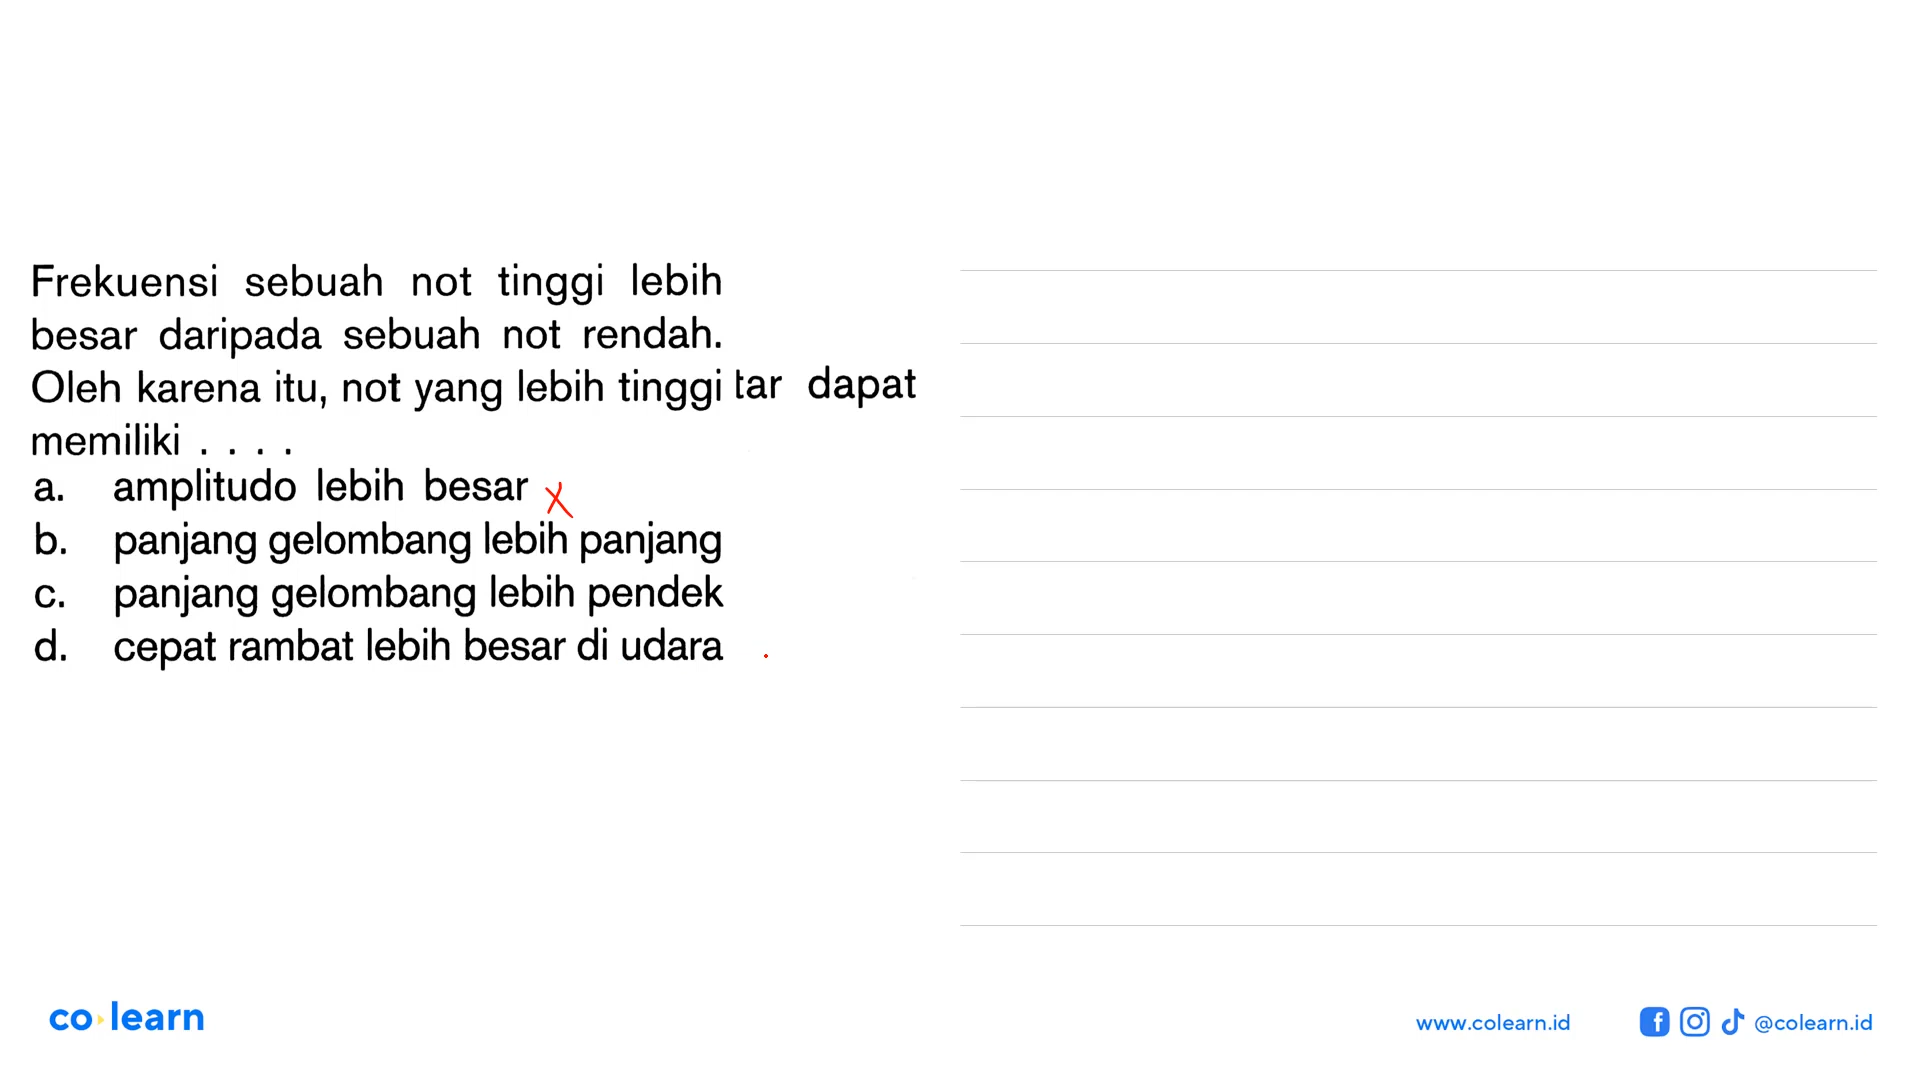 Frekuensi sebuah not tinggi lebih
besar daripada sebuah not rendah.
Oleh karena itu, not yang lebih tinggi tar dapat
memiliki . . . .
a. amplitudo lebih besar X
b. panjang gelombang lebih panjang
c. panjang gelombang lebih pendek
d. cepat rambat lebih besar di udara
co learn
www.colearn.id @colearn.id